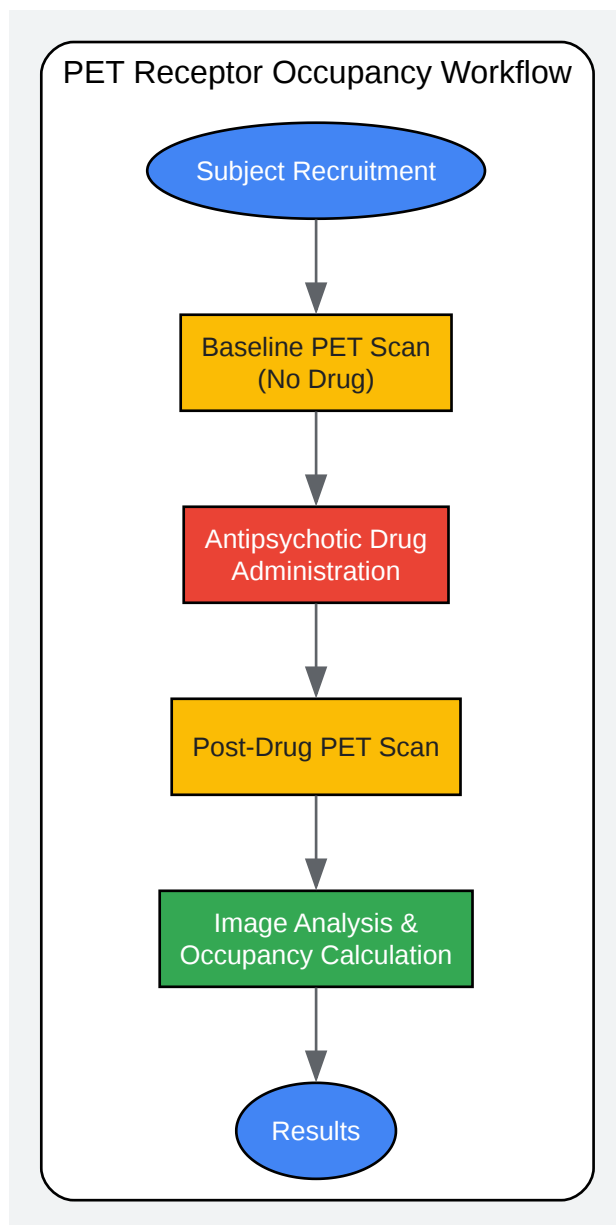 PET Receptor Occupancy Workflow
Subject Recruitment
Baseline PET Scan
(No Drug)
Antipsychotic Drug
Administration
Post-Drug PET Scan
Image Analysis &
Occupancy Calculation
Results